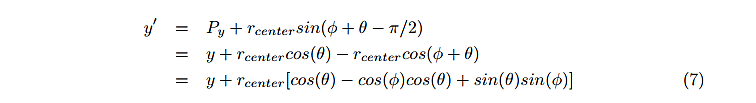 y′ = P_y + r_center sin(ϕ + θ − π/2)
= y + r_center cos(θ) − r_center cos(ϕ + θ)
= y + r_center[cos(θ) − cos(ϕ)cos(θ) + sin(θ)sin(ϕ)] (7)